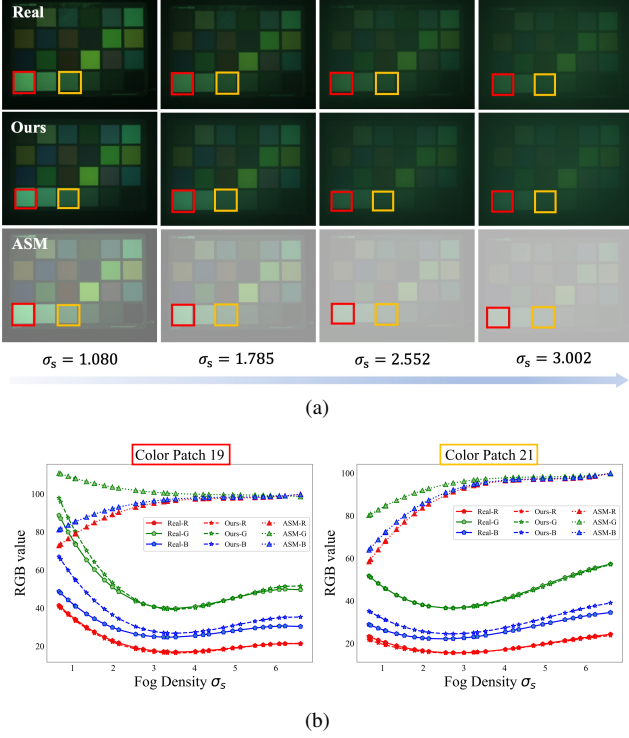 Real
Ours
ASM
σs = 1.080 σs = 1.785 σs = 2.552 σs = 3.002
(a)
Color Patch 19 Color Patch 21
RGB value
100
80
60
40
20
Real-R Ours-R ASM-R
Real-G Ours-G ASM-G
Real-B Ours-B ASM-B
1 2 3 4 5 6
Fog Density σs
RGB value
100
80
60
40
20
Real-R Ours-R ASM-R
Real-G Ours-G ASM-G
Real-B Ours-B ASM-B
1 2 3 4 5 6
Fog Density σs
(b)